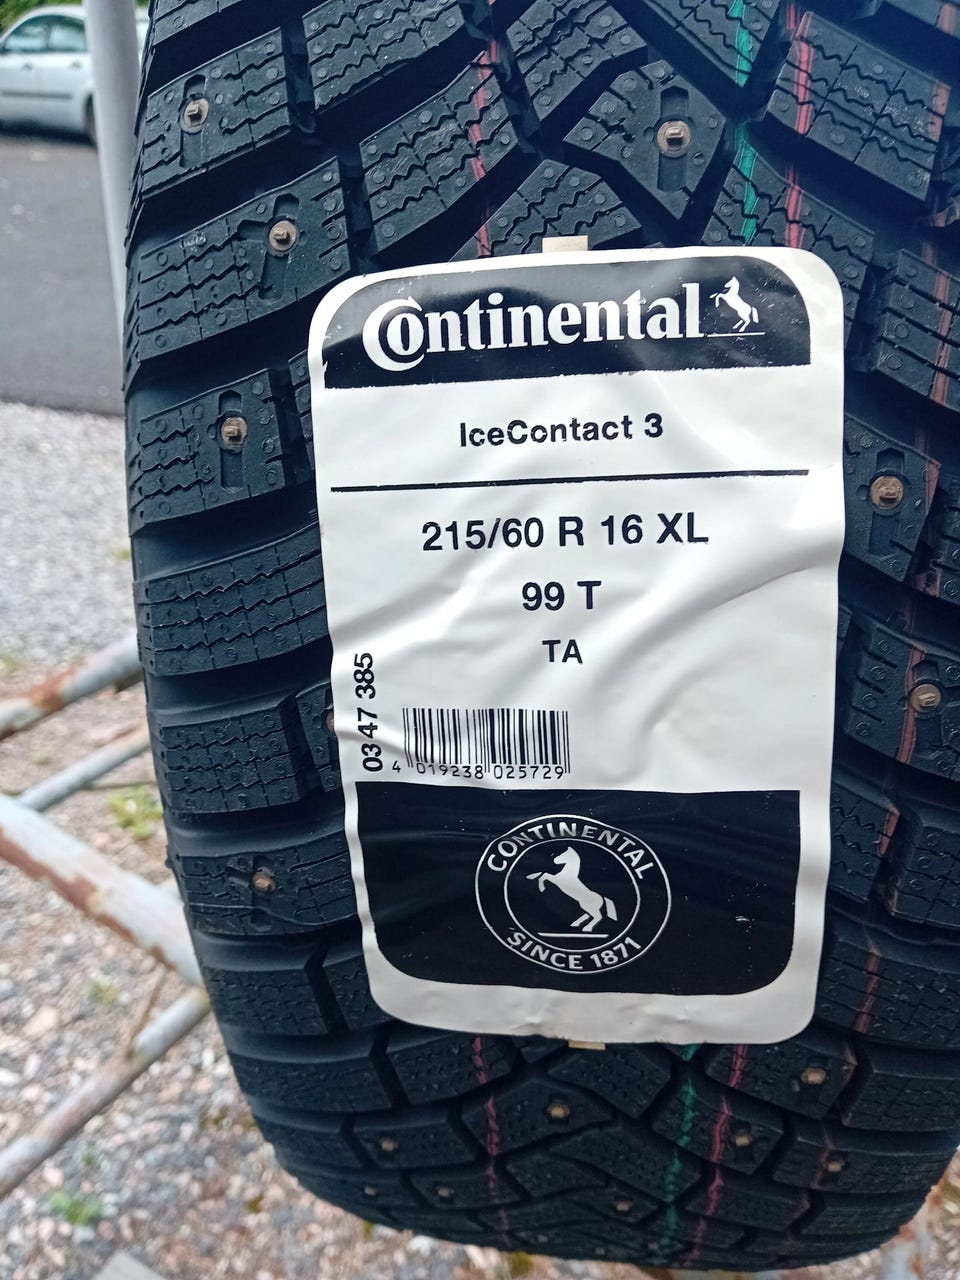 Continental
IceContact 3
215/60 R 16 XL
99 T
TA
03 47 385
4 019238 025729
CONTINENTAL
SINCE 1871